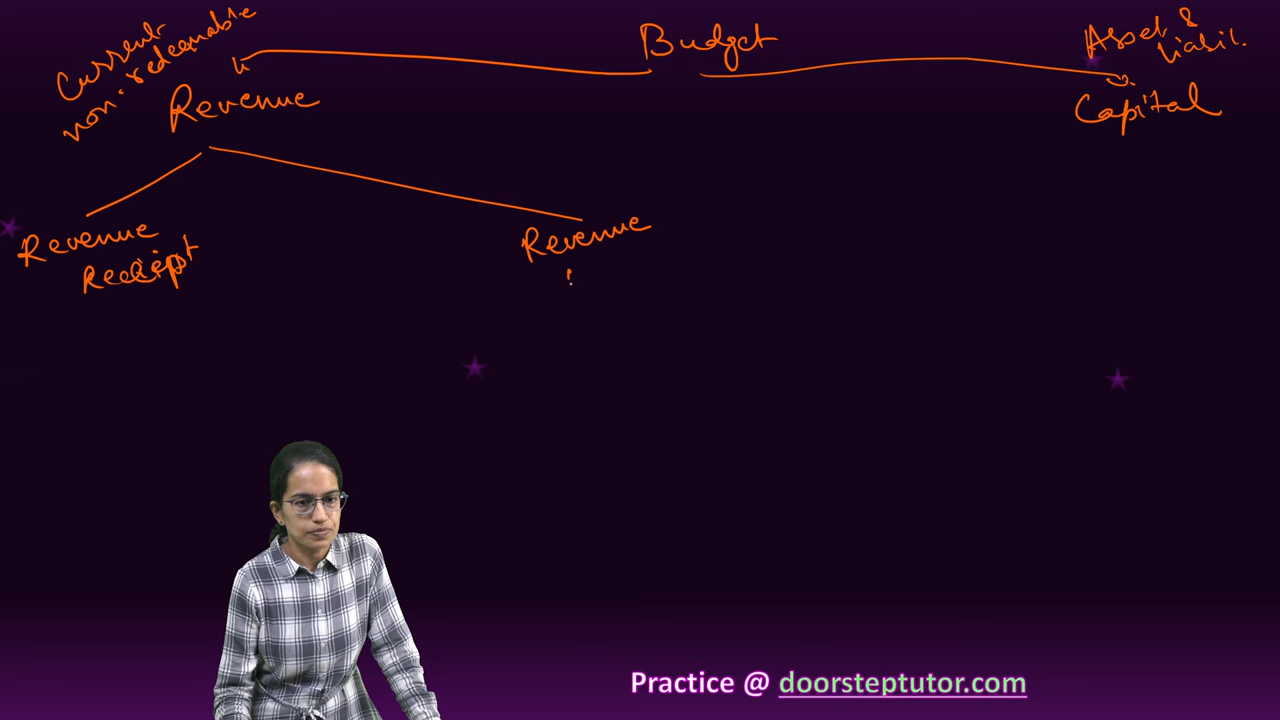 Budget
Current
non-redeemable
Revenue
Asset &
Liabil.
Capital
Revenue
Receipt
Revenue
Practice @ doorsteptutor.com